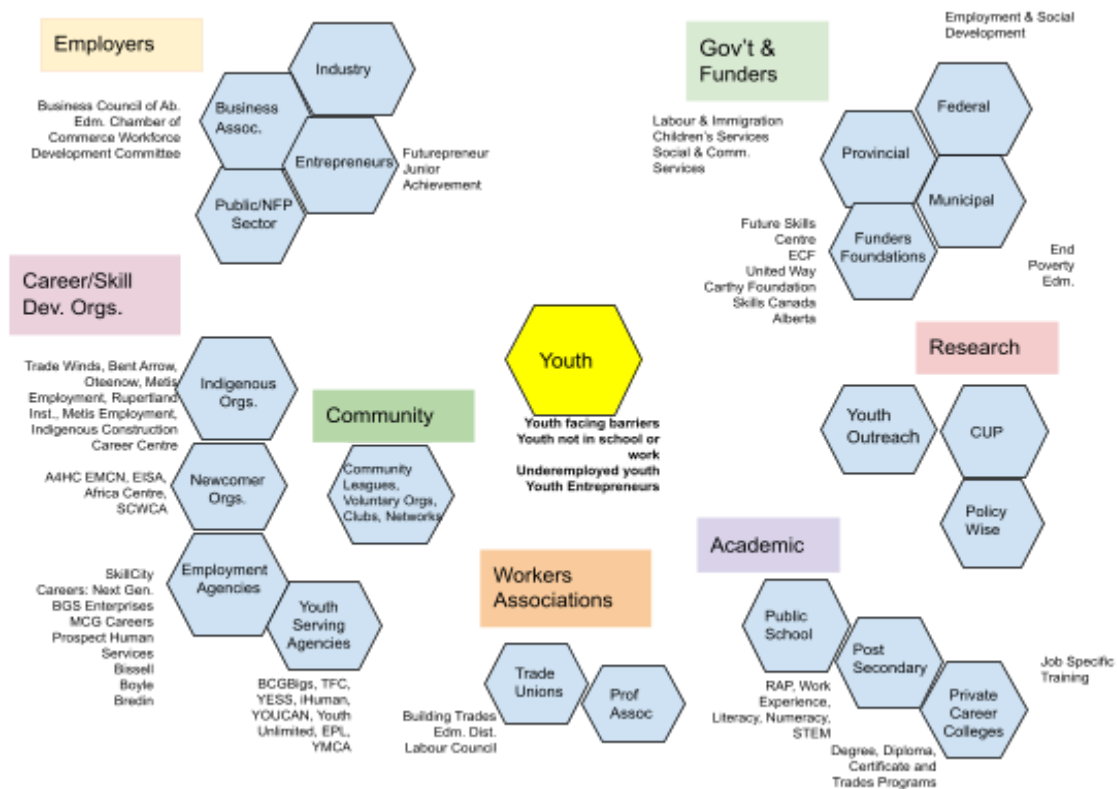 Employers
Industry
Business
Assoc.
Entrepreneurs
Public/NFP
Sector
Business Council of Ab.
Edm. Chamber of
Commerce Workforce
Development Committee
Futurepreneur
Junior
Achievement
Gov't &
Funders
Employment & Social
Development
Federal
Provincial
Municipal
Funders
Foundations
Labour & Immigration
Children's Services
Social & Comm.
Services
Future Skills
Centre
ECF
United Way
Carthy Foundation
Skills Canada
Alberta
End
Poverty
Edm.
Career/Skill
Dev. Orgs.
Indigenous
Orgs.
Trade Winds, Bent Arrow,
Oteenow, Metis
Employment, Rupertland
Inst., Metis Employment,
Indigenous Construction
Career Centre
Newcomer
Orgs.
A4HC EMCN, EISA,
Africa Centre,
SCWCA
Employment
Agencies
SkillCity
Careers: Next Gen.
BGS Enterprises
MCG Careers
Prospect Human
Services
Bissell
Boyle
Bredin
Youth
Serving
Agencies
BCGBigs, TFC,
YESS, iHuman,
YOUCAN, Youth
Unlimited, EPL,
YMCA
Community
Community
Leagues,
Voluntary Orgs,
Clubs, Networks
Youth
Youth facing barriers
Youth not in school or
work
Underemployed youth
Youth Entrepreneurs
Research
Youth
Outreach
CUP
Policy
Wise
Workers
Associations
Trade
Unions
Prof
Assoc
Building Trades
Edm. Dist.
Labour Council
Academic
Public
School
Post
Secondary
Private
Career
Colleges
RAP, Work
Experience,
Literacy, Numeracy,
STEM
Job Specific
Training
Degree, Diploma,
Certificate and
Trades Programs